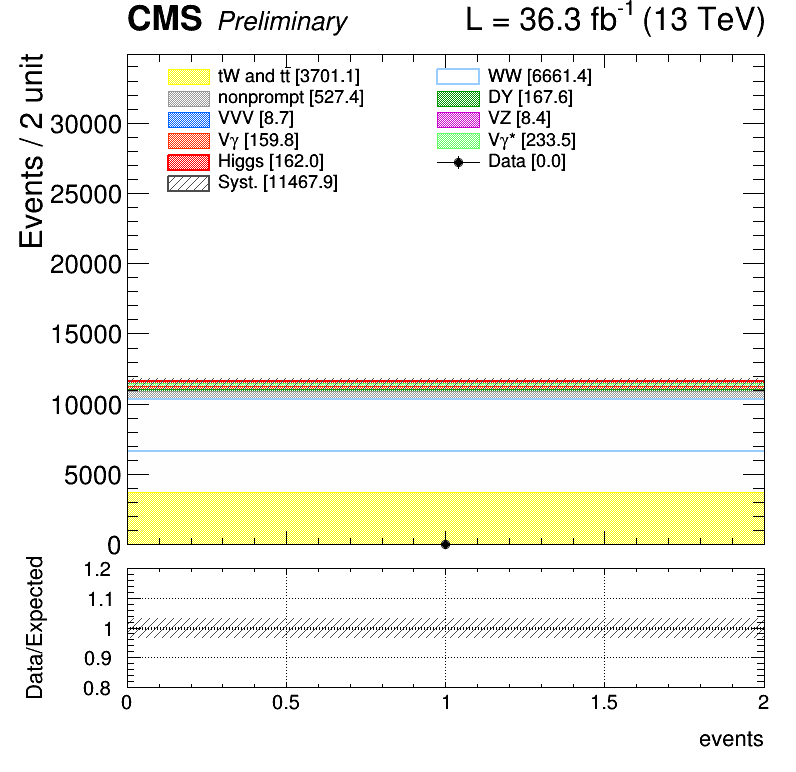 CMS Preliminary L = 36.3 fb⁻¹ (13 TeV)
Events / 2 unit
tW and tt̄ [3701.1]
nonprompt [527.4]
VVV [8.7]
Vγ [159.8]
Higgs [162.0]
Syst. [11467.9]
WW [6661.4]
DY [167.6]
VZ [8.4]
Vγ* [233.5]
Data [0.0]
30000
25000
20000
15000
10000
5000
0
Data/Expected
1.2
1.1
1
0.9
0.8
0 0.5 1 1.5 2
events